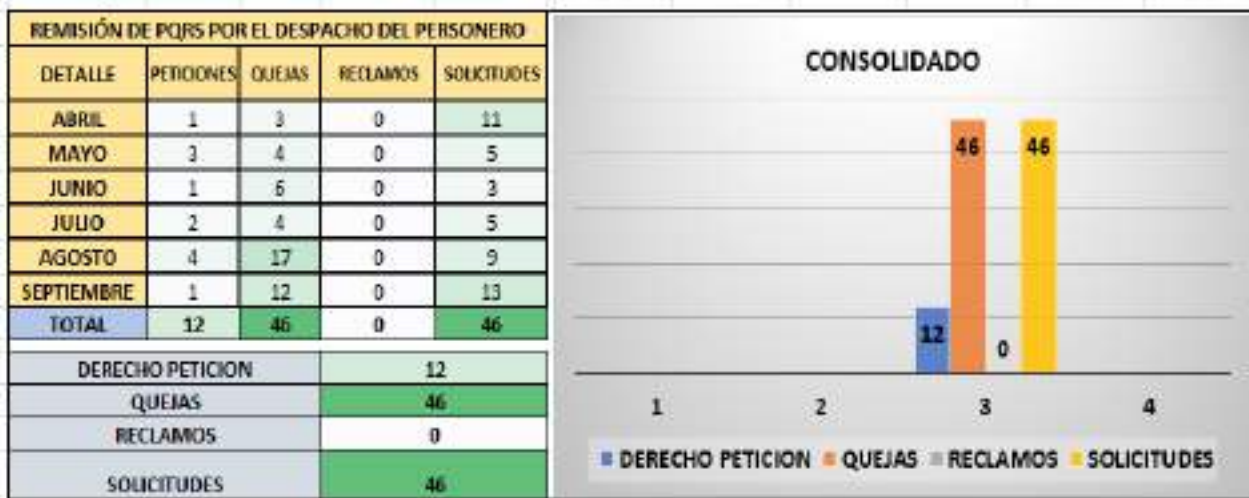 REMISIÓN DE PQRS POR EL DESPACHO DEL PERSONERO
DETALLE PETICIONES QUEJAS RECLAMOS SOLICITUDES
ABRIL 1 3 0 11
MAYO 3 4 0 5
JUNIO 1 6 0 3
JULIO 2 4 0 5
AGOSTO 4 17 0 9
SEPTIEMBRE 1 12 0 13
TOTAL 12 46 0 46
DERECHO PETICION 12
QUEJAS 46
RECLAMOS 0
SOLICITUDES 46
CONSOLIDADO
46 46
12 0
1 2 3 4
DERECHO PETICION QUEJAS RECLAMOS SOLICITUDES